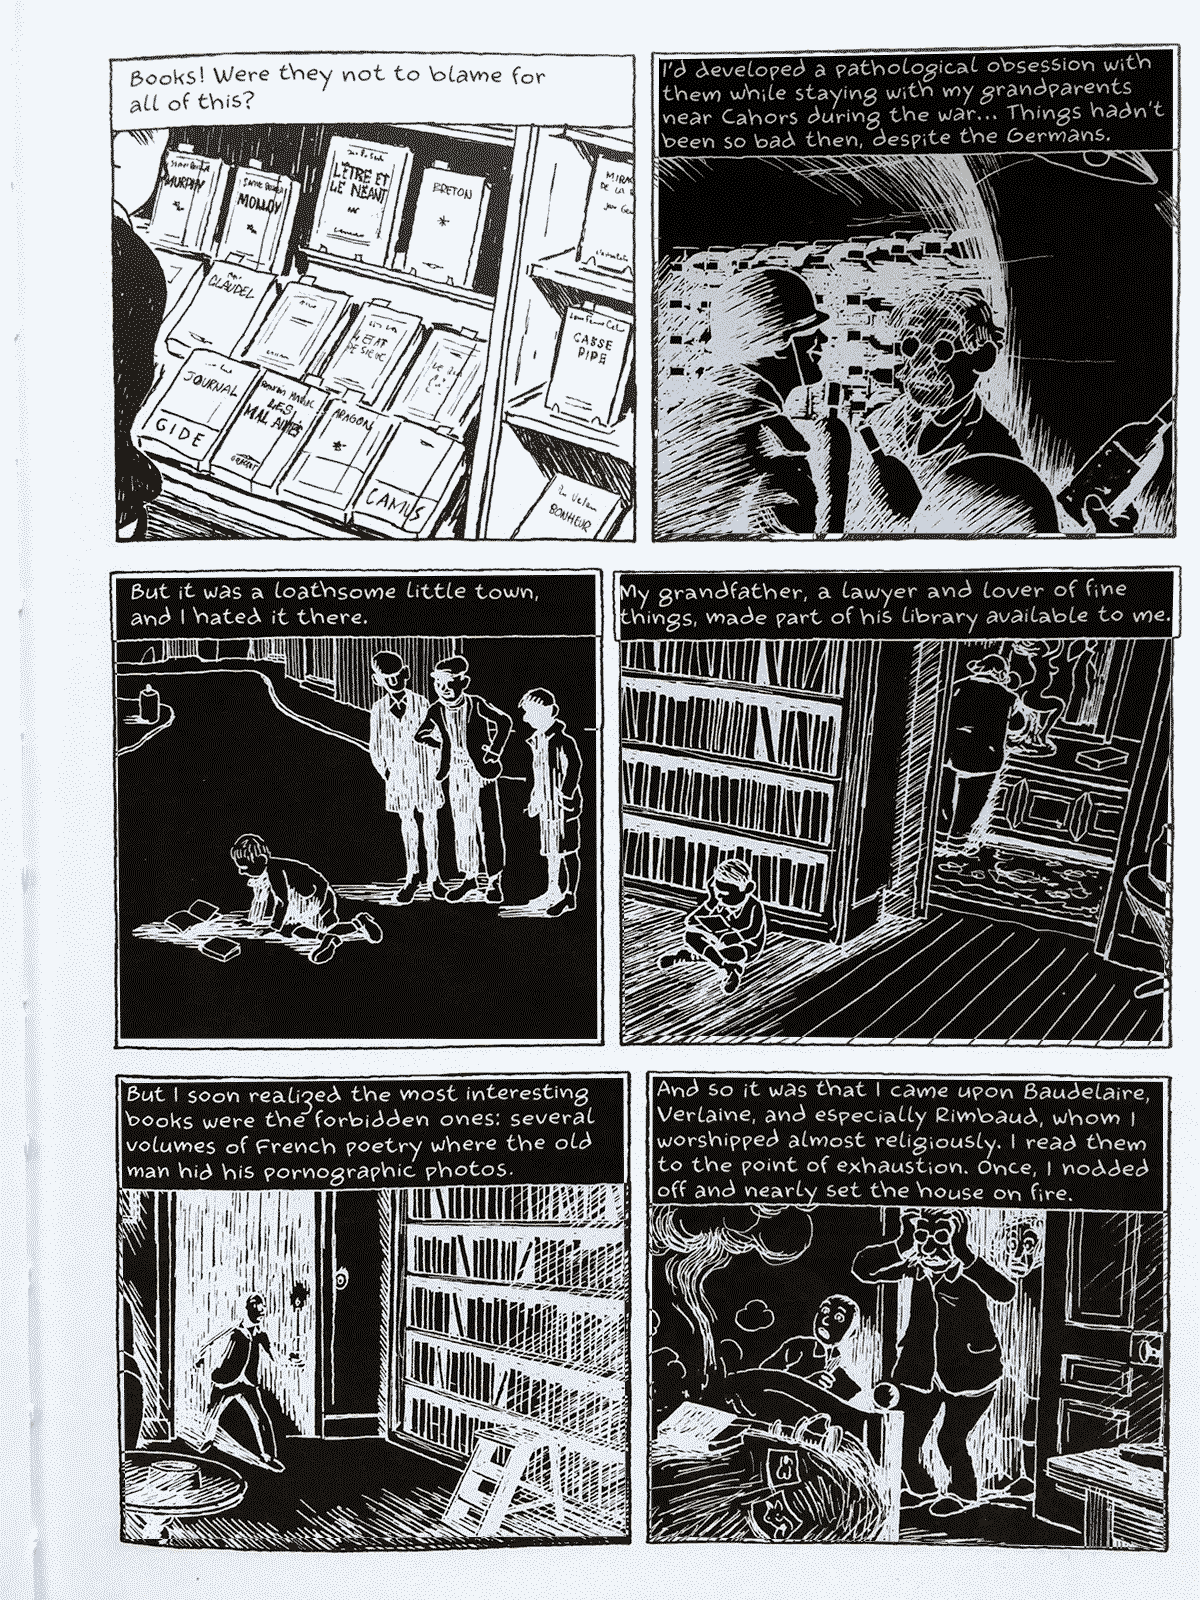 Books! Were they not to blame for
all of this?
MURPHY
MOLLOY
L'ÊTRE ET
LE NÉANT
BRETON
CLAUDEL
L'ETAT
DE SIÈGE
JOURNAL
GIDE
LES
MAL AIMÉS
ARAGON
CAMUS
CASSE
PIPE
BONHEUR
I'd developed a pathological obsession with
them while staying with my grandparents
near Cahors during the war... Things hadn't
been so bad then, despite the Germans.
But it was a loathsome little town,
and I hated it there.
My grandfather, a lawyer and lover of fine
things, made part of his library available to me.
But I soon realized the most interesting
books were the forbidden ones: several
volumes of French poetry where the old
man hid his pornographic photos.
And so it was that I came upon Baudelaire,
Verlaine, and especially Rimbaud, whom I
worshipped almost religiously. I read them
to the point of exhaustion. Once, I nodded
off and nearly set the house on fire.